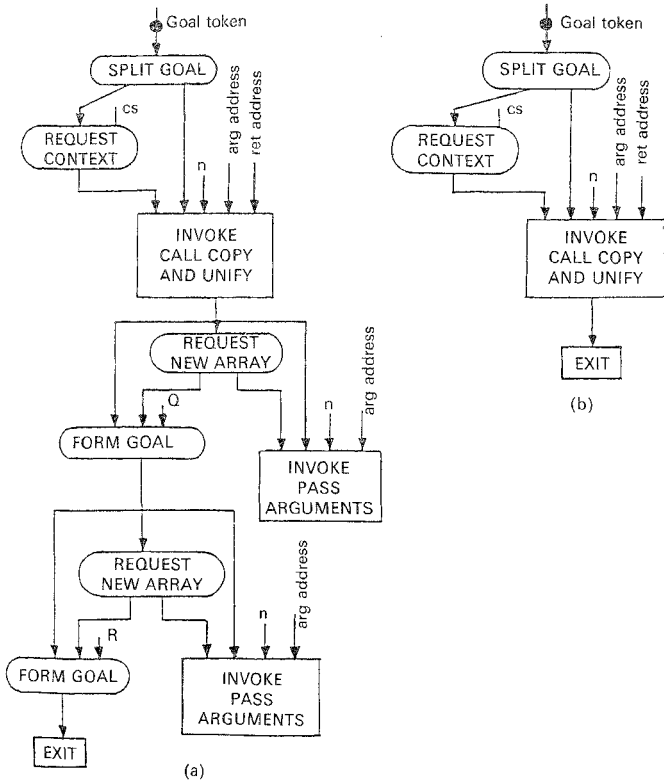 Goal token
SPLIT GOAL
cs
REQUEST
CONTEXT
n
arg address
ret address
INVOKE
CALL COPY
AND UNIFY
REQUEST
NEW ARRAY
Q
n
arg address
FORM GOAL
INVOKE
PASS
ARGUMENTS
REQUEST
NEW ARRAY
R
n
arg address
FORM GOAL
INVOKE
PASS
ARGUMENTS
EXIT
(a)
Goal token
SPLIT GOAL
cs
REQUEST
CONTEXT
n
arg address
ret address
INVOKE
CALL COPY
AND UNIFY
EXIT
(b)